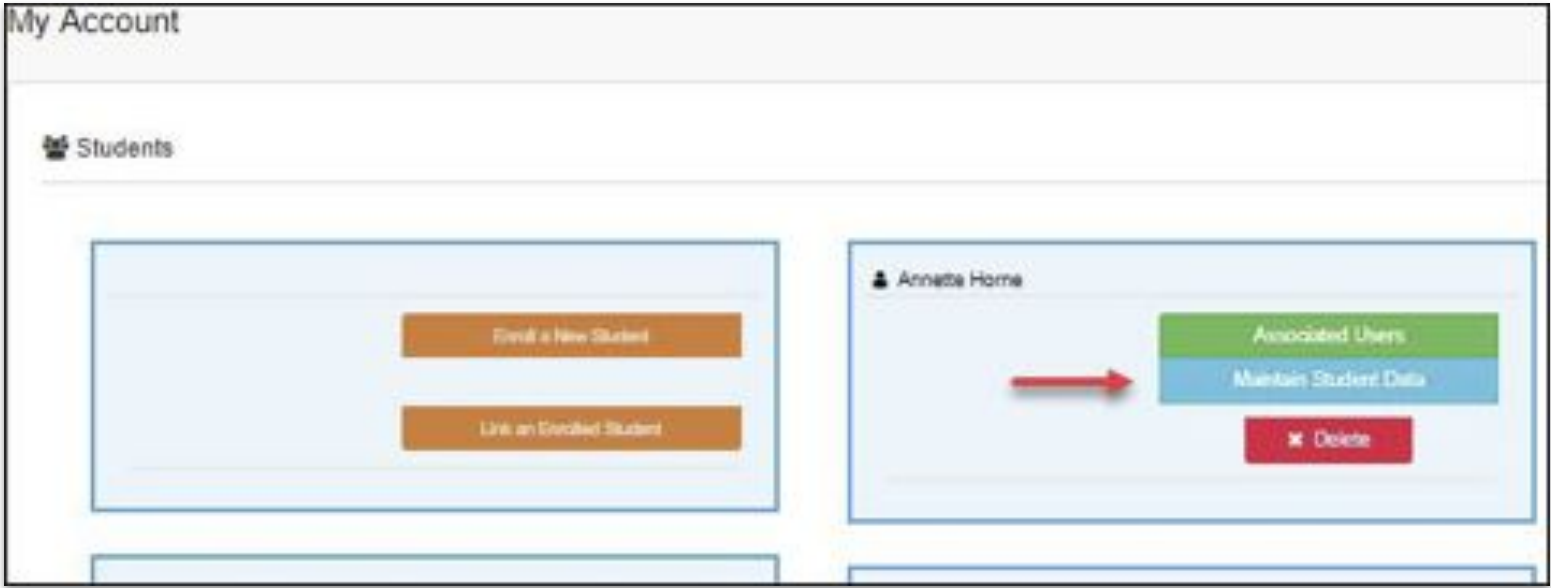 My Account
Students
Enroll a New Student
Link an Enrolled Student
Annette Horne
Associated Users
Maintain Student Data
✖ Delete